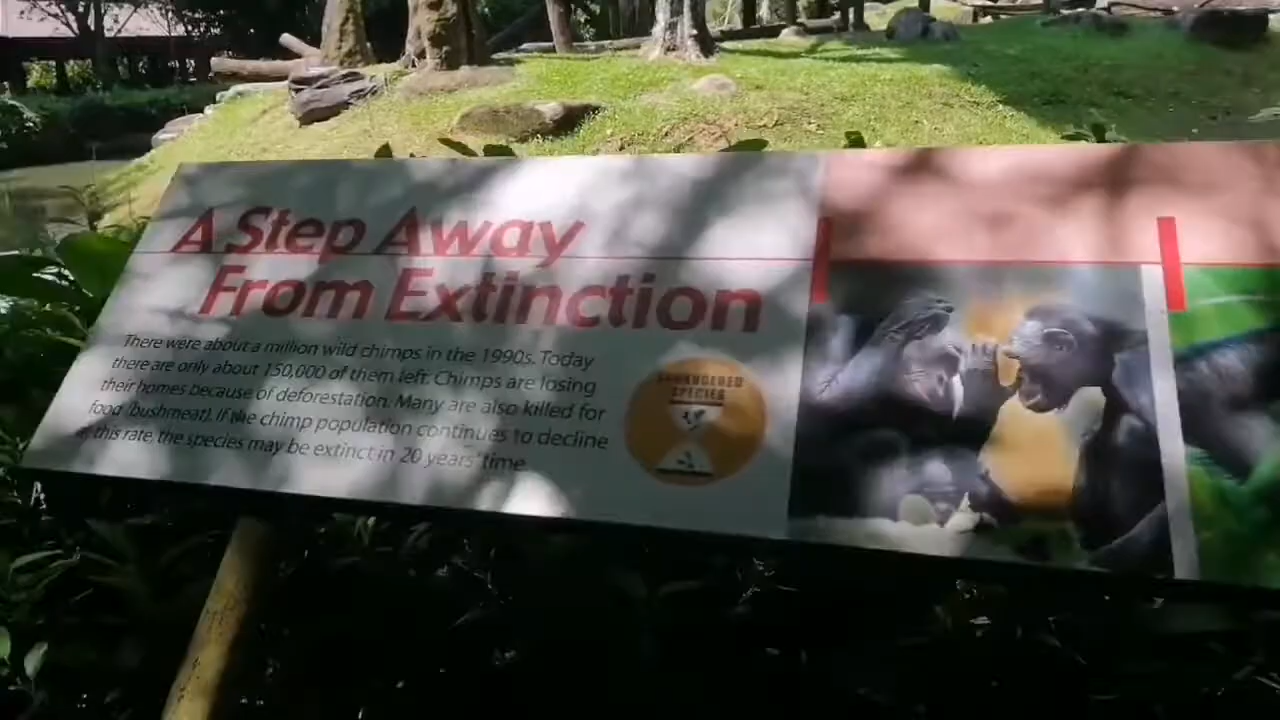 A Step Away
From Extinction
There were about a million wild chimps in the 1990s. Today
there are only about 150,000 of them left. Chimps are losing
their homes because of deforestation. Many are also killed for
food (bushmeat). If the chimp population continues to decline
at this rate, the species may be extinct in 20 years' time
ENDANGERED
SPECIES